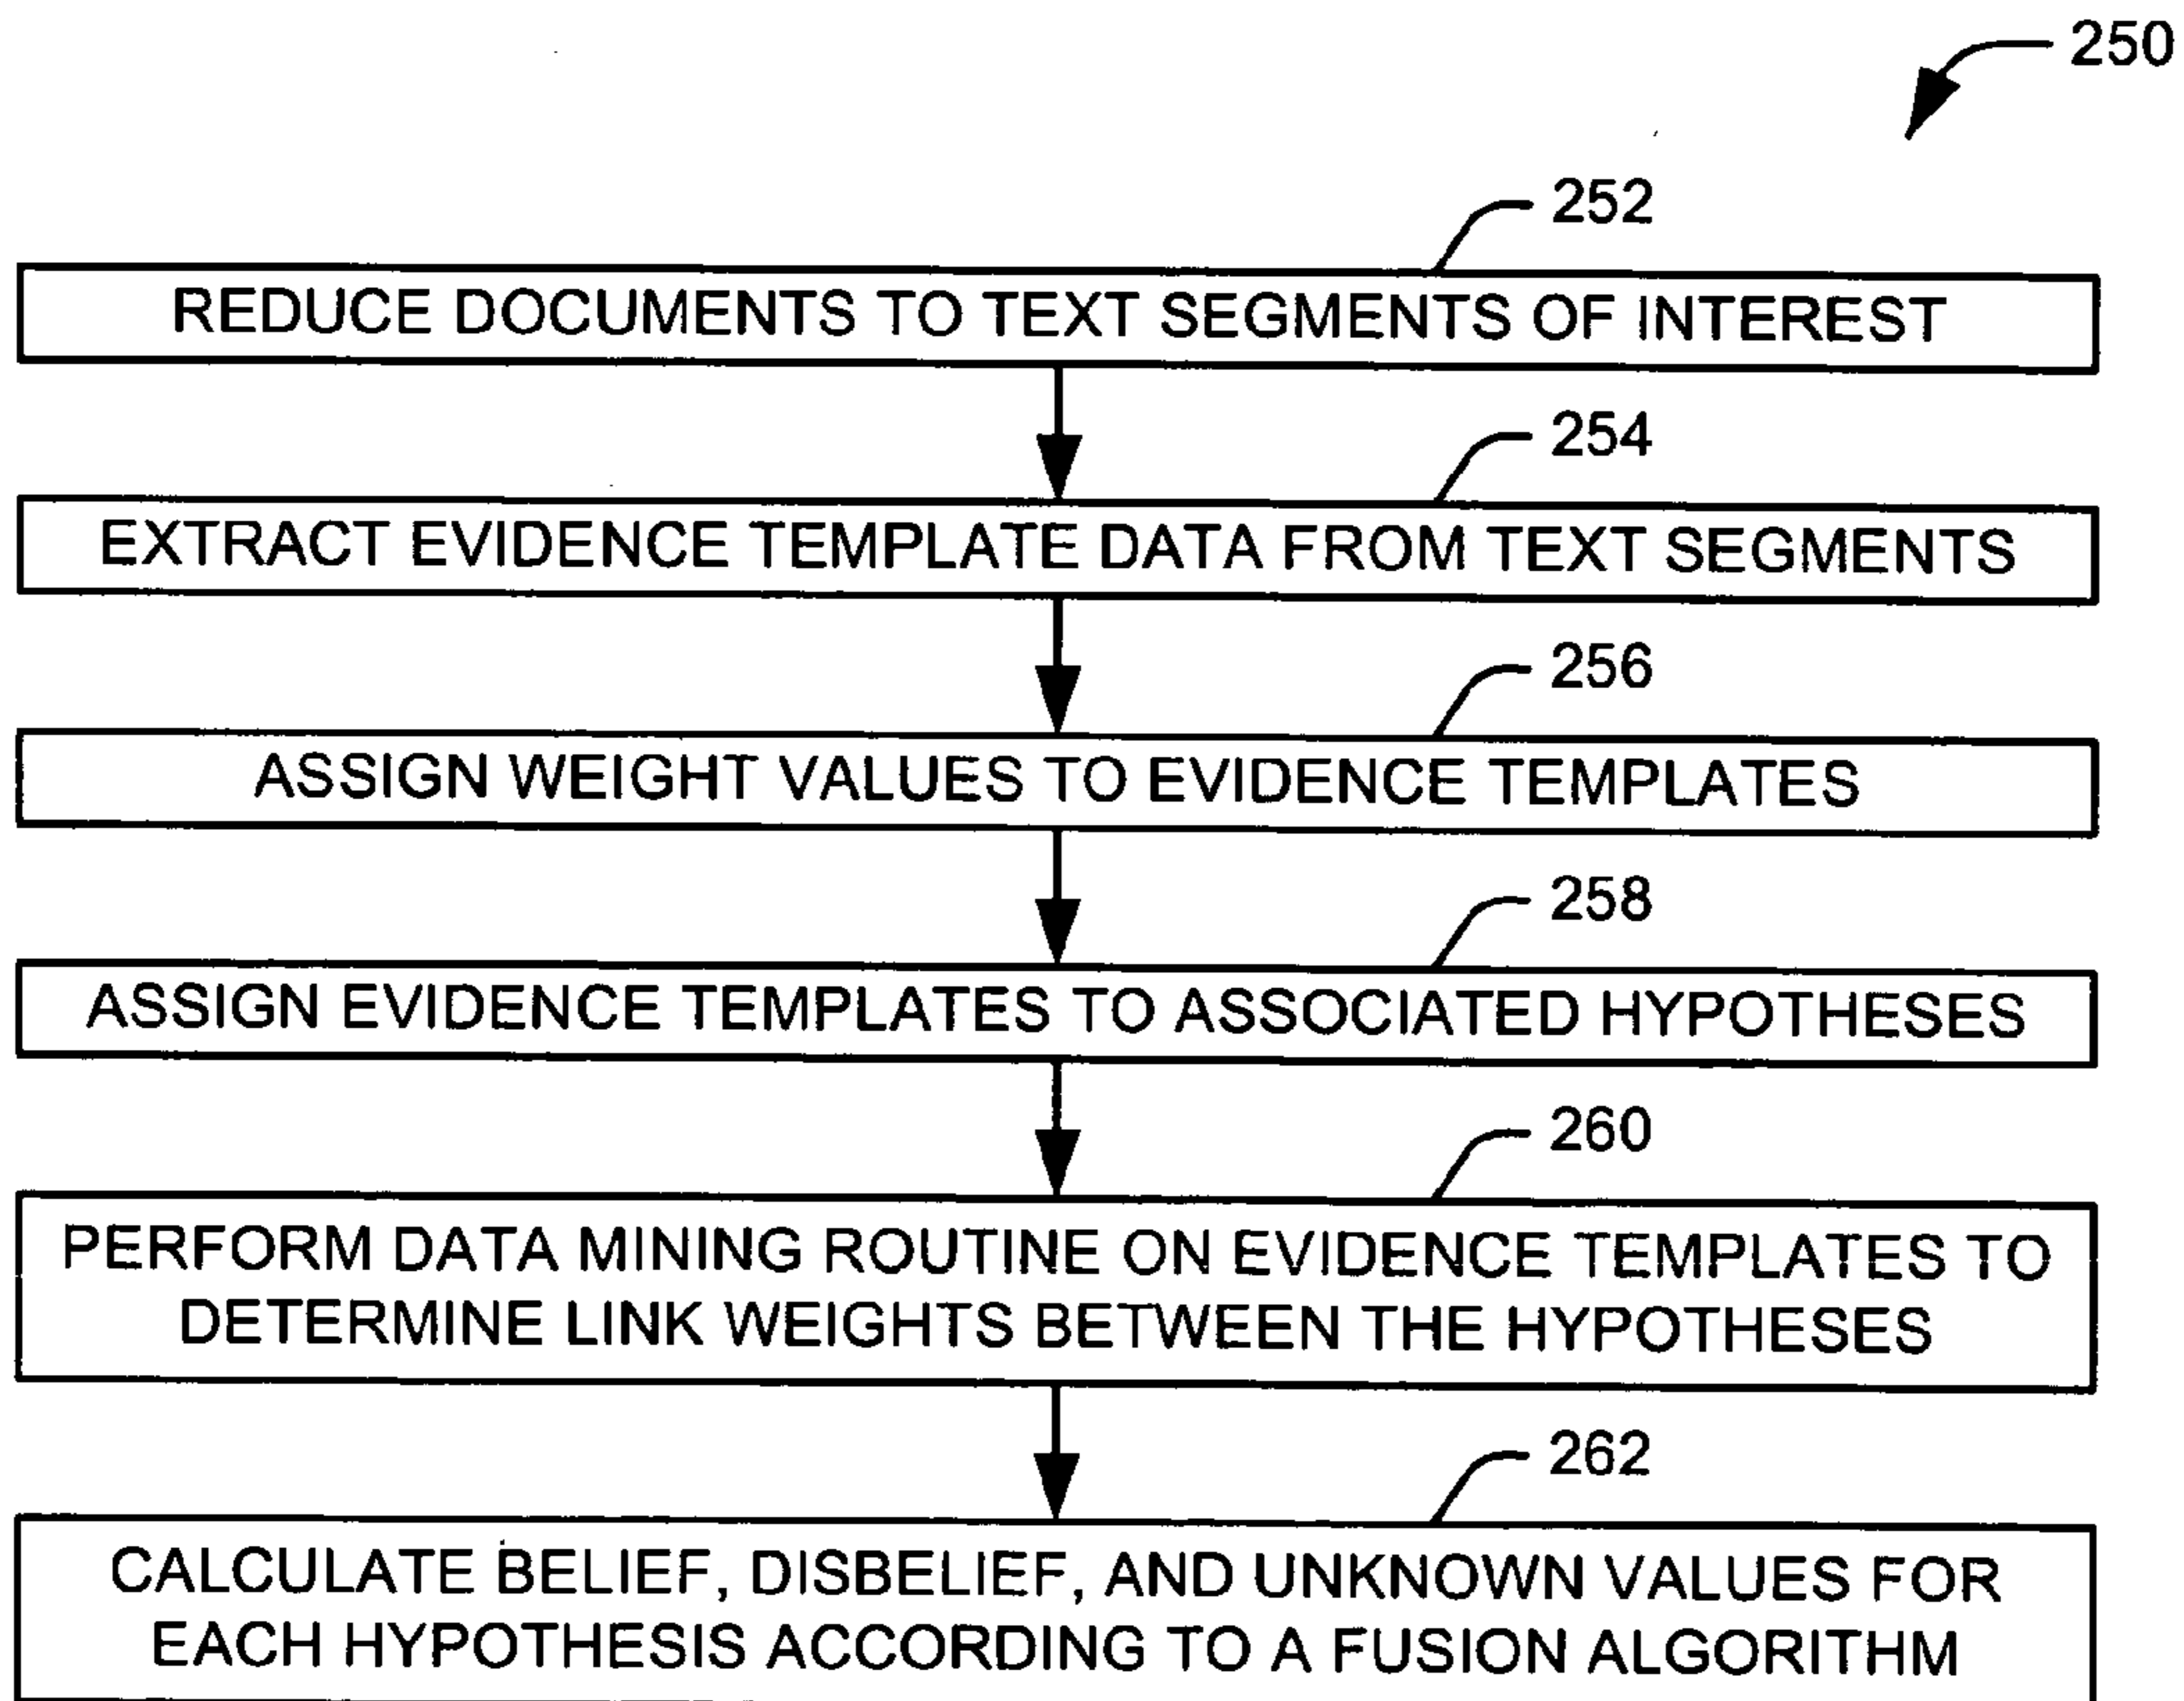 250
252
REDUCE DOCUMENTS TO TEXT SEGMENTS OF INTEREST
254
EXTRACT EVIDENCE TEMPLATE DATA FROM TEXT SEGMENTS
256
ASSIGN WEIGHT VALUES TO EVIDENCE TEMPLATES
258
ASSIGN EVIDENCE TEMPLATES TO ASSOCIATED HYPOTHESES
260
PERFORM DATA MINING ROUTINE ON EVIDENCE TEMPLATES TO
DETERMINE LINK WEIGHTS BETWEEN THE HYPOTHESES
262
CALCULATE BELIEF, DISBELIEF, AND UNKNOWN VALUES FOR
EACH HYPOTHESIS ACCORDING TO A FUSION ALGORITHM